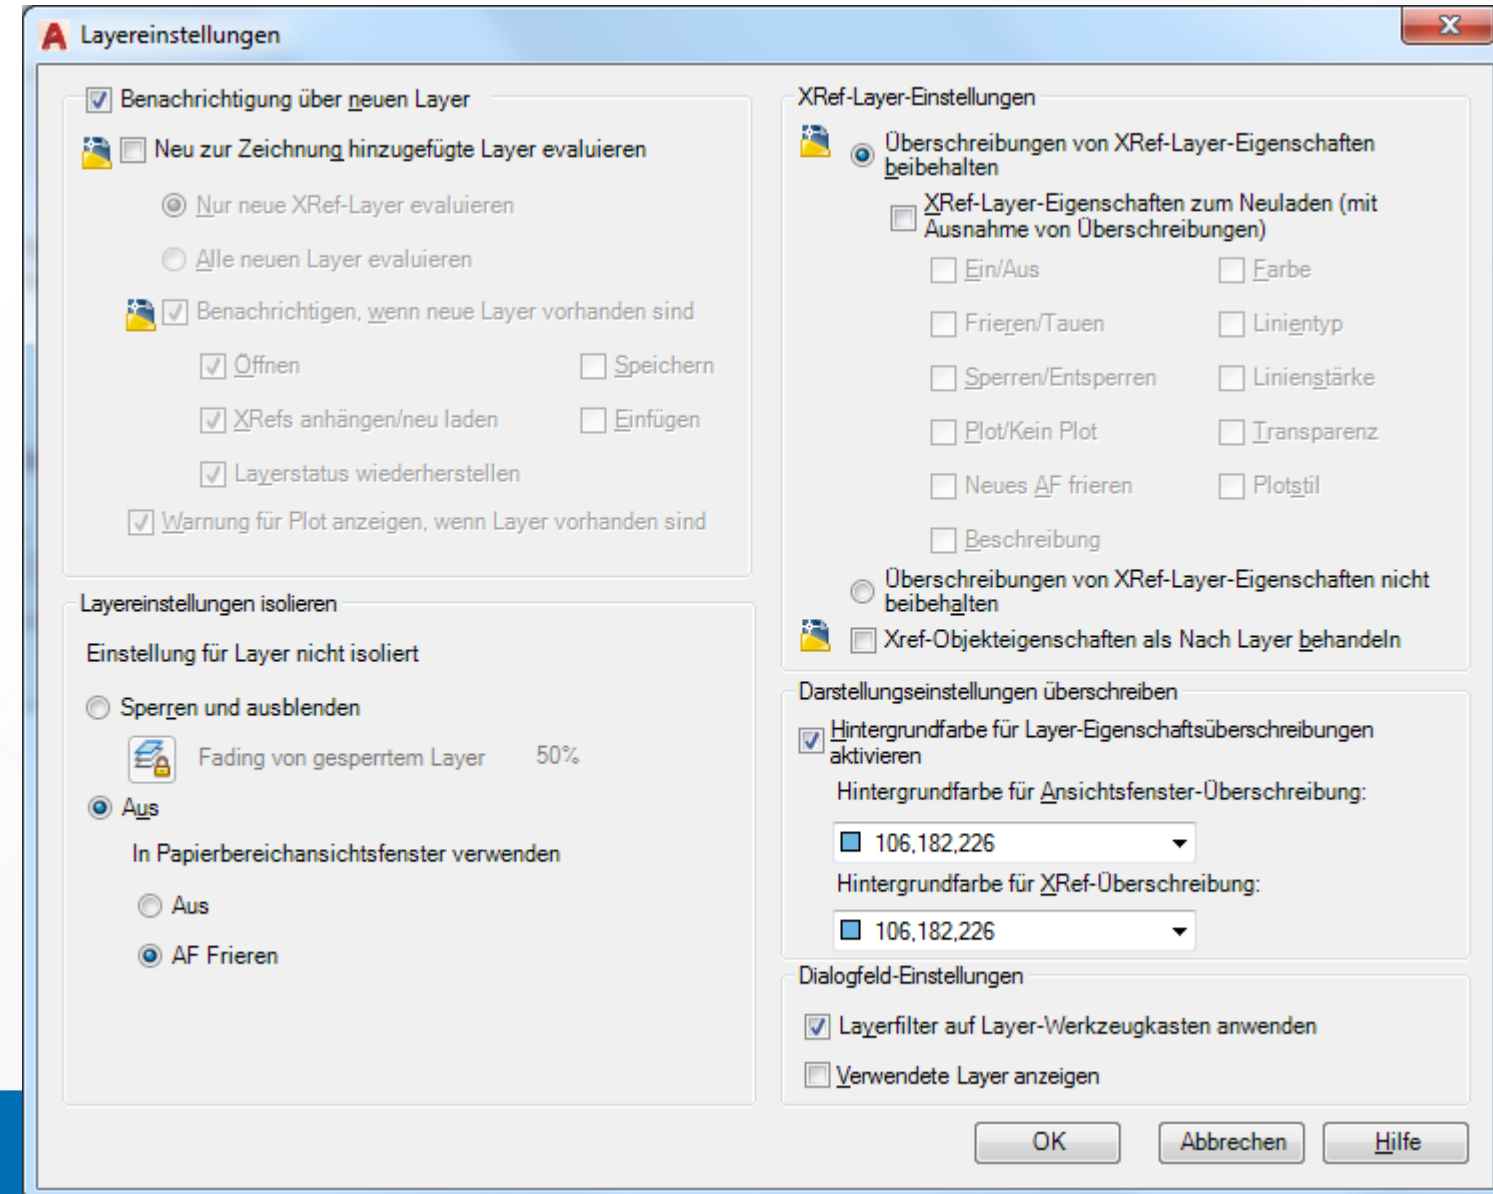 Layereinstellungen
Benachrichtigung über neuen Layer
Neu zur Zeichnung hinzugefügte Layer evaluieren
Nur neue XRef-Layer evaluieren
Alle neuen Layer evaluieren
Benachrichtigen, wenn neue Layer vorhanden sind
Öffnen
Speichern
XRefs anhängen/neu laden
Einfügen
Layerstatus wiederherstellen
Warnung für Plot anzeigen, wenn Layer vorhanden sind
Layereinstellungen isolieren
Einstellung für Layer nicht isoliert
Sperren und ausblenden
Fading von gesperrtem Layer
50%
Aus
In Papierbereichansichtsfenster verwenden
Aus
AF Frieren
XRef-Layer-Einstellungen
Überschreibungen von XRef-Layer-Eigenschaften
beibehalten
XRef-Layer-Eigenschaften zum Neuladen (mit
Ausnahme von Überschreibungen)
Ein/Aus
Farbe
Frieren/Tauen
Linientyp
Sperren/Entsperren
Linienstärke
Plot/Kein Plot
Transparenz
Neues AF frieren
Plotstil
Beschreibung
Überschreibungen von XRef-Layer-Eigenschaften nicht
beibehalten
Xref-Objekteigenschaften als Nach Layer behandeln
Darstellungseinstellungen überschreiben
Hintergrundfarbe für Layer-Eigenschaftsüberschreibungen
aktivieren
Hintergrundfarbe für Ansichtsfenster-Überschreibung:
106,182,226
Hintergrundfarbe für XRef-Überschreibung:
106,182,226
Dialogfeld-Einstellungen
Layerfilter auf Layer-Werkzeugkasten anwenden
Verwendete Layer anzeigen
OK
Abbrechen
Hilfe